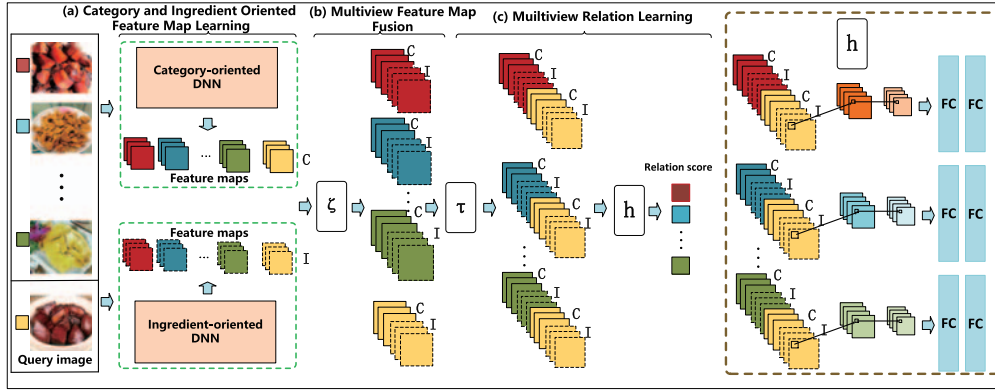 (a) Category and Ingredient Oriented
Feature Map Learning
(b) Multiview Feature Map
Fusion
(c) Muiltiview Relation Learning
Category-oriented
DNN
Feature maps
C
Feature maps
I
Ingredient-oriented
DNN
Query image
ζ
C
I
C
I
C
I
C
I
τ
C
I
C
I
C
I
h
Relation score
h
C
I
FC FC
C
I
FC FC
C
I
FC FC